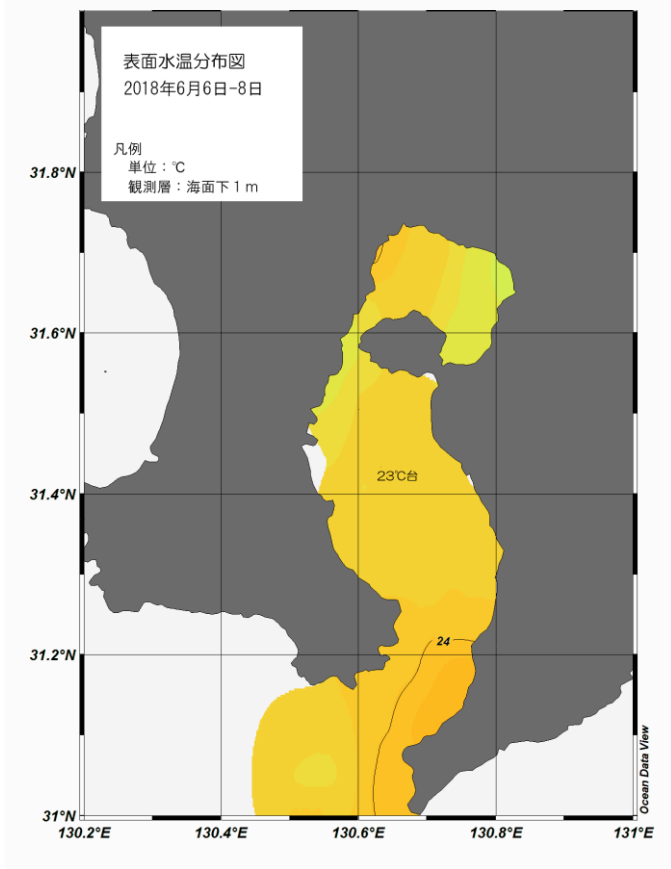 表面水温分布図
2018年6月6日-8日
凡例
単位：℃
観測層：海面下１ｍ
31.8°N
31.6°N
23℃台
31.4°N
24
31.2°N
31°N
130.2°E
130.4°E
130.6°E
130.8°E
131°E
Ocean Data View